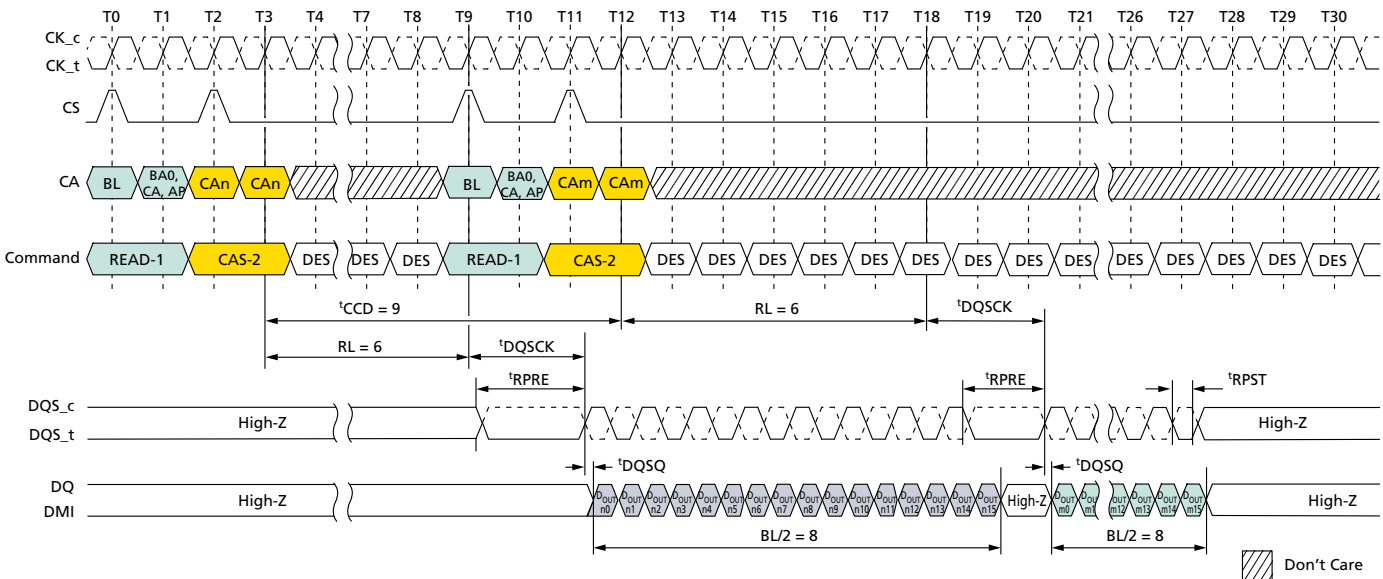 T0 T1 T2 T3 T4 T7 T8 T9 T10 T11 T12 T13 T14 T15 T16 T17 T18 T19 T20 T21 T26 T27 T28 T29 T30
CK_c
CK_t
CS
CA BL BA0, CA, AP CAn CAn BL BA0, CA, AP CAm CAm
Command READ-1 CAS-2 DES DES DES READ-1 CAS-2 DES DES DES DES DES DES DES DES DES DES DES DES DES DES
tCCD = 9 RL = 6 tDQSCK
RL = 6 tDQSCK
tRPRE tRPRE tRPST
DQS_c
DQS_t
High-Z High-Z
tDQSQ tDQSQ
DQ
DMI
High-Z DOUT n0 DOUT n1 DOUT n2 DOUT n3 DOUT n4 DOUT n5 DOUT n6 DOUT n7 DOUT n8 DOUT n9 DOUT n10 DOUT n11 DOUT n12 DOUT n13 DOUT n14 DOUT n15 High-Z DOUT m0 DOUT m1 DOUT m12 DOUT m13 DOUT m14 DOUT m15 High-Z
BL/2 = 8 BL/2 = 8
Don't Care